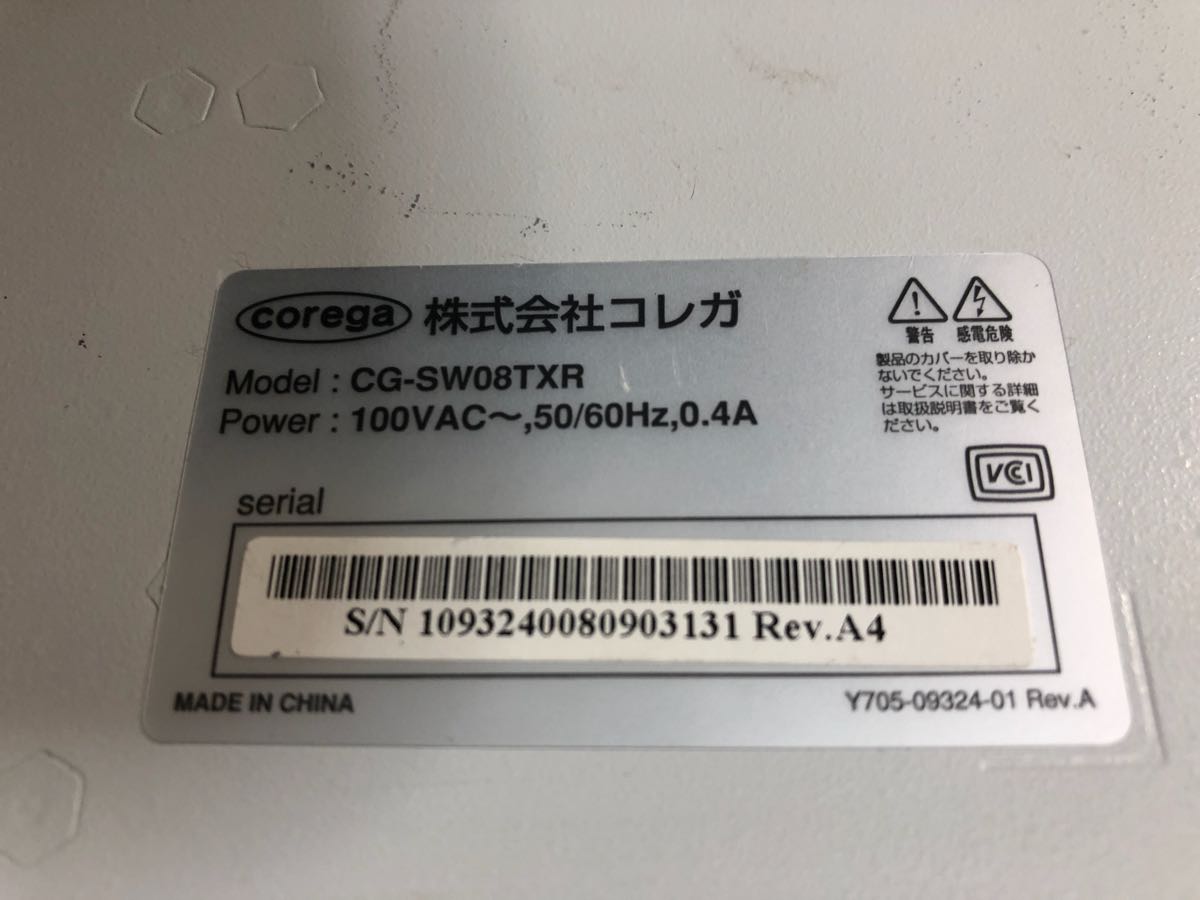 corega 株式会社コレガ
Model : CG-SW08TXR
Power : 100VAC～,50/60Hz,0.4A
警告 感電危険
製品のカバーを取り除か
ないでください。
サービスに関する詳細
は取扱説明書をご覧く
ださい。
VCCI
serial
S/N 1093240080903131 Rev.A4
MADE IN CHINA
Y705-09324-01 Rev.A